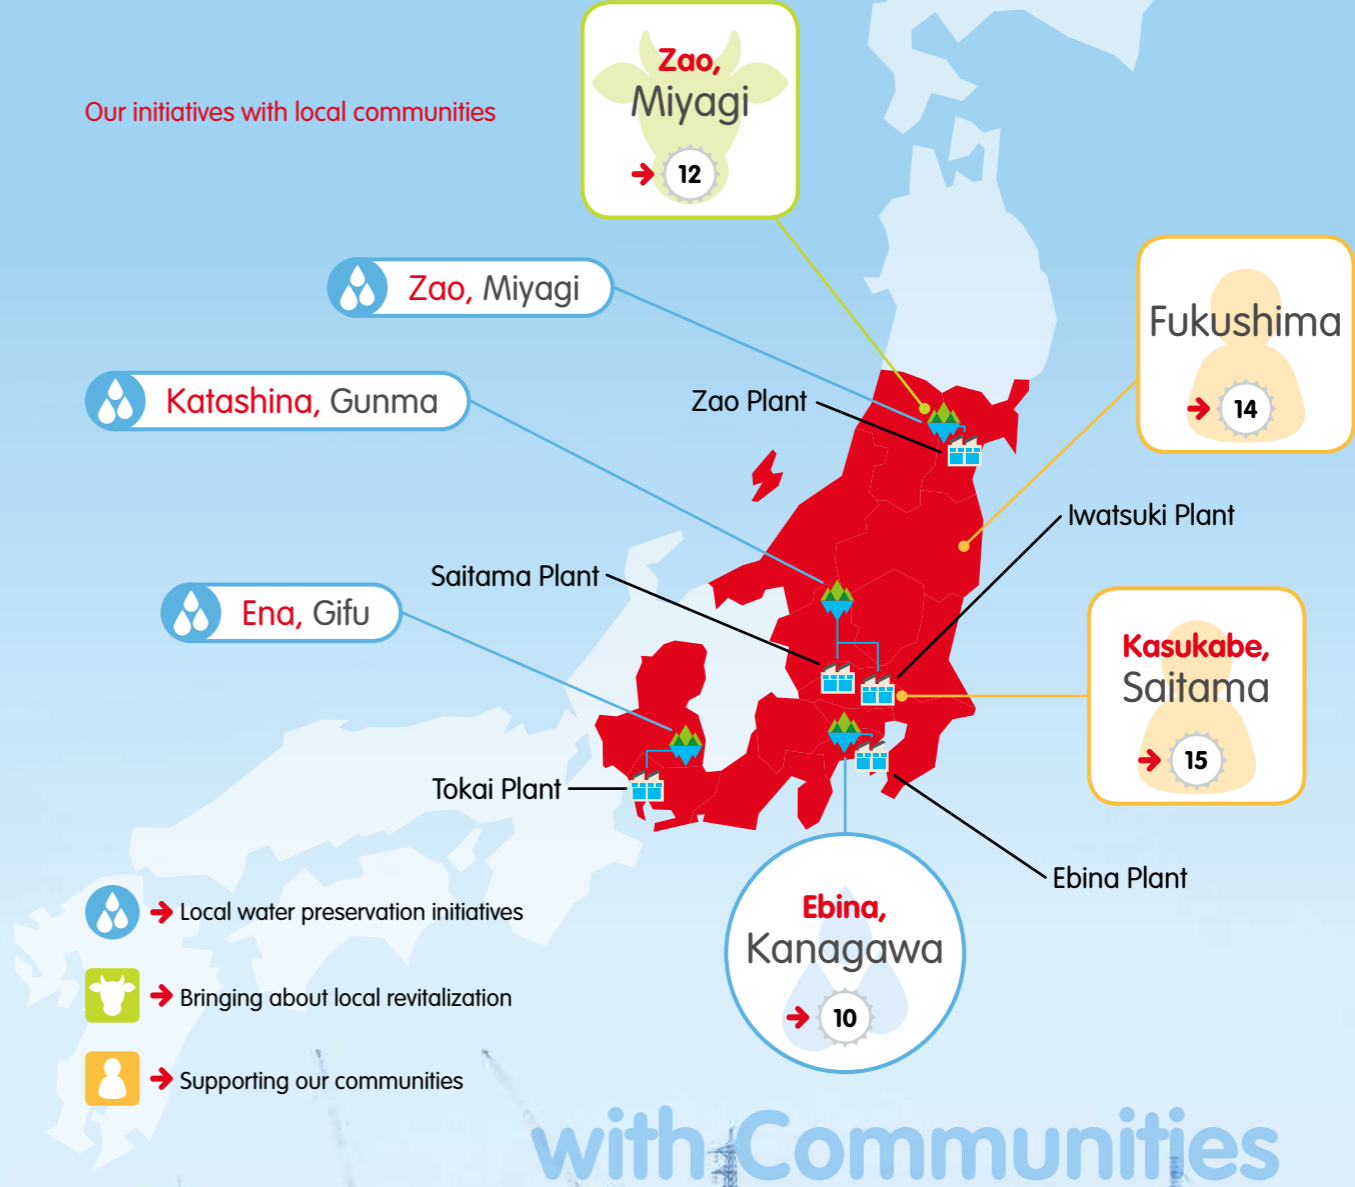 Our initiatives with local communities
Zao,
Miyagi
12
Zao, Miyagi
Fukushima
14
Katashina, Gunma
Zao Plant
Iwatsuki Plant
Saitama Plant
Ena, Gifu
Kasukabe,
Saitama
15
Tokai Plant
Ebina Plant
Ebina,
Kanagawa
10
Local water preservation initiatives
Bringing about local revitalization
Supporting our communities
with Communities